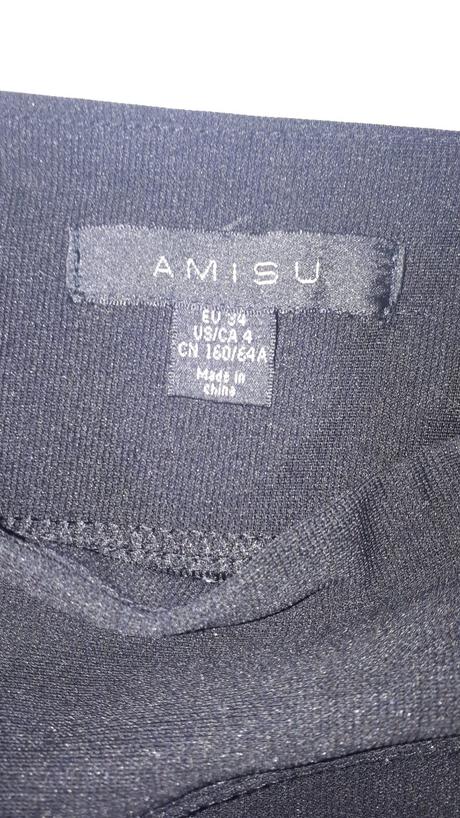 AMISU
EU 34
US/CA 4
CN 160/64A
Made in
China